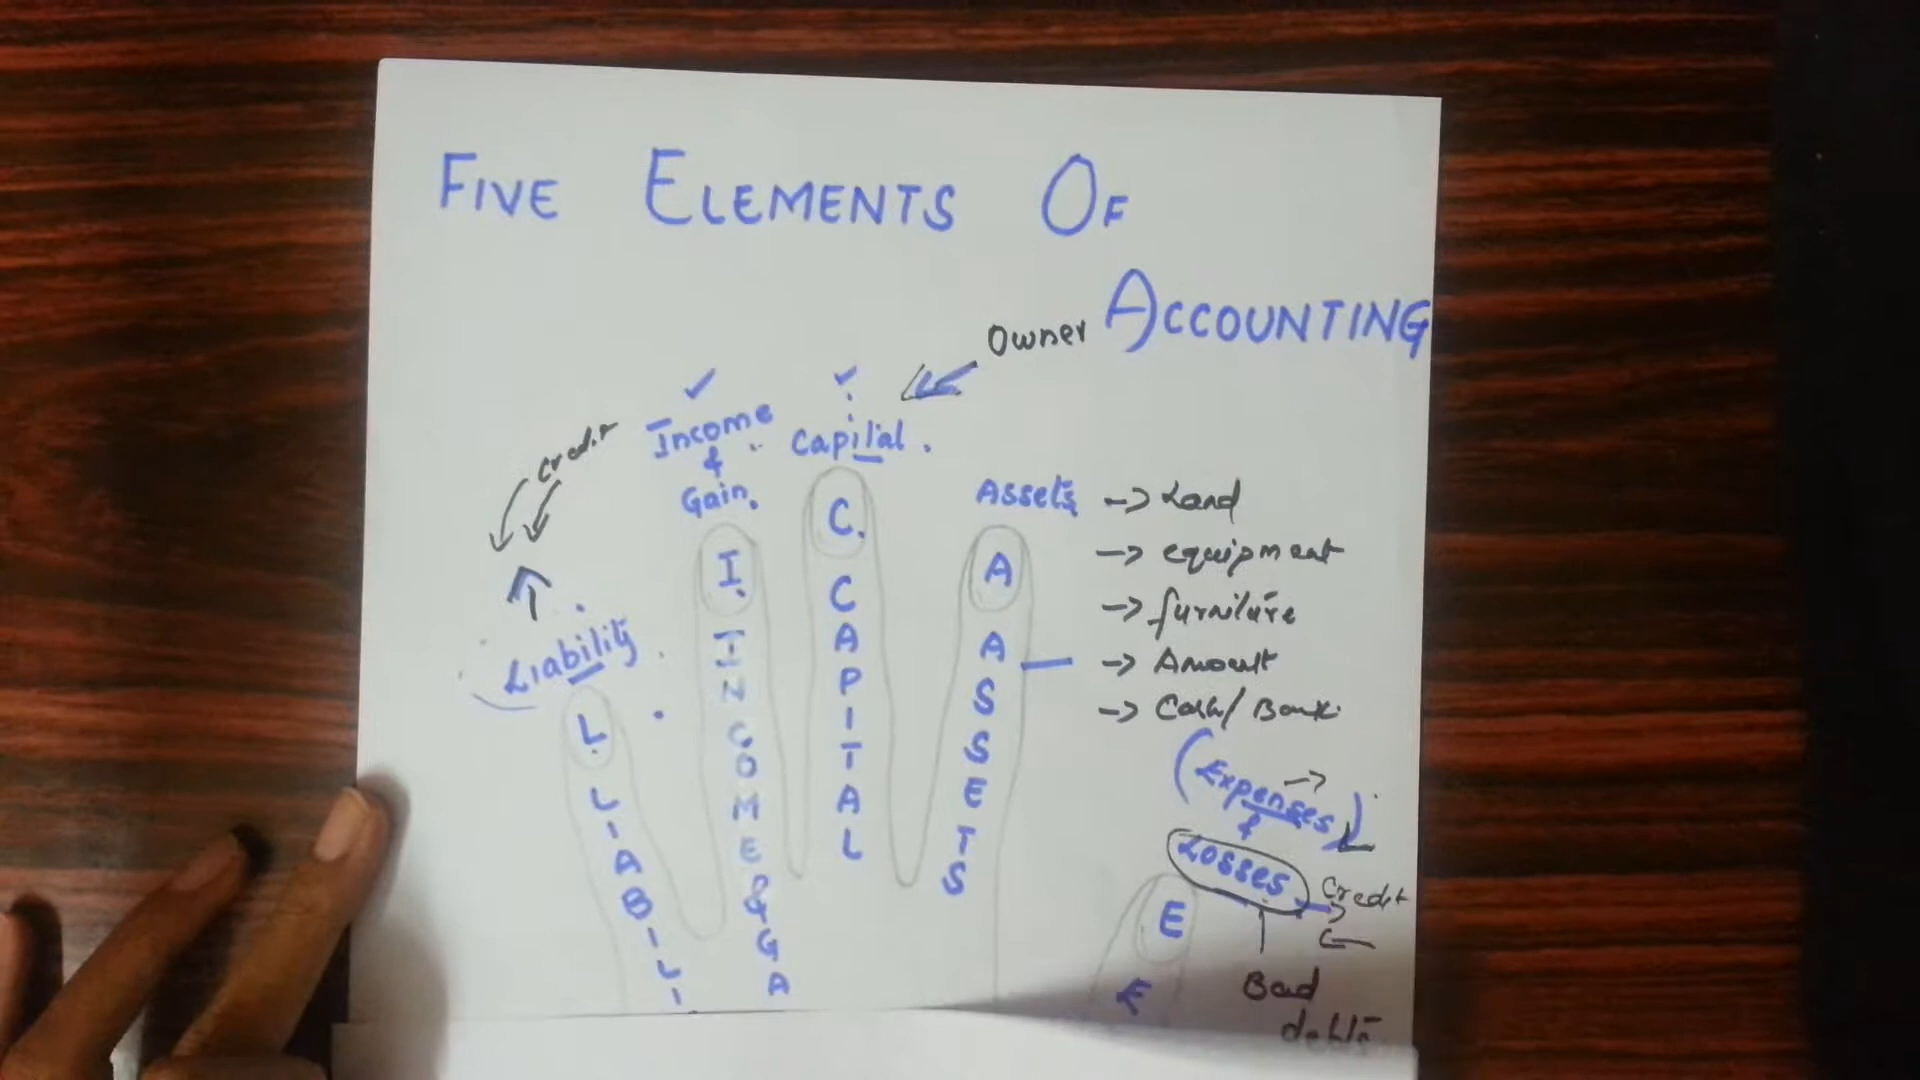 FIVE ELEMENTS OF
ACCOUNTING
Owner
Credit
Income
&
Gain.
Capital.
Assets
-> Land
-> equipment
-> furniture
-> Amount
-> Cash/Bank
Liability
L.
I.
C.
A
E
LIABILI
INCOME&GA
CAPITAL
ASSETS
E
(Expenses)
&
Losses
Credit
Bad
debts